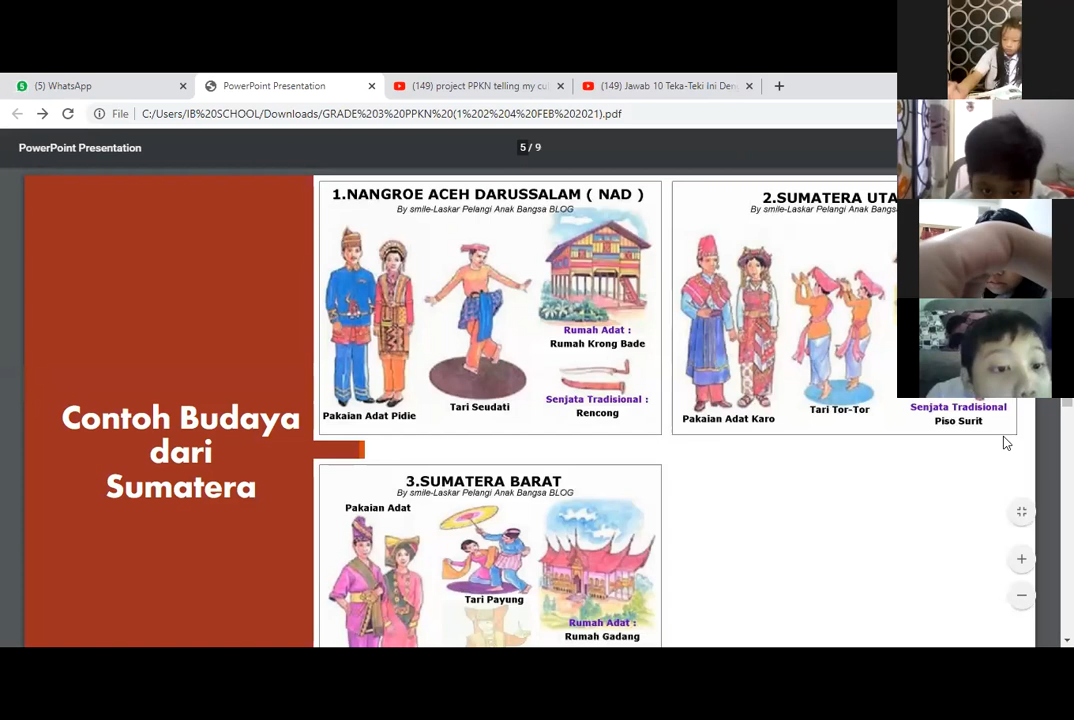 (5) WhatsApp
PowerPoint Presentation
(149) project PPKN telling my cu
(149) Jawab 10 Teka-Teki Ini Den
File
C:/Users/IB%20SCHOOL/Downloads/GRADE%203%20PPKN%20(1%202%204%20FEB%202021).pdf
PowerPoint Presentation
5 / 9
Contoh Budaya
dari
Sumatera
1.NANGROE ACEH DARUSSALAM ( NAD )
By smile-Laskar Pelangi Anak Bangsa BLOG
Pakaian Adat Pidie
Tari Seudati
Rumah Adat :
Rumah Krong Bade
Senjata Tradisional :
Rencong
2.SUMATERA UTA
By smile-Laskar Pelangi Anak Bangsa
Pakaian Adat Karo
Tari Tor-Tor
Senjata Tradisional
Piso Surit
3.SUMATERA BARAT
By smile-Laskar Pelangi Anak Bangsa BLOG
Pakaian Adat
Tari Payung
Rumah Adat :
Rumah Gadang